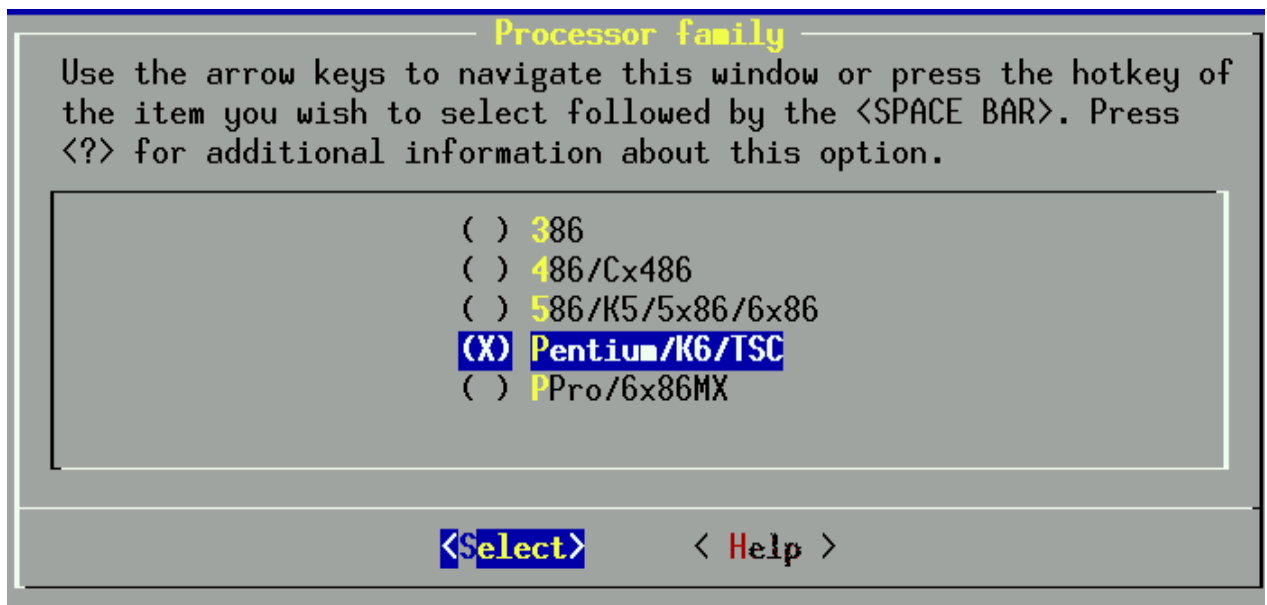 Processor family
Use the arrow keys to navigate this window or press the hotkey of
the item you wish to select followed by the <SPACE BAR>. Press
<?> for additional information about this option.
( ) 386
( ) 486/Cx486
( ) 586/K5/5x86/6x86
(X) Pentium/K6/TSC
( ) PPro/6x86MX
<Select> < Help >